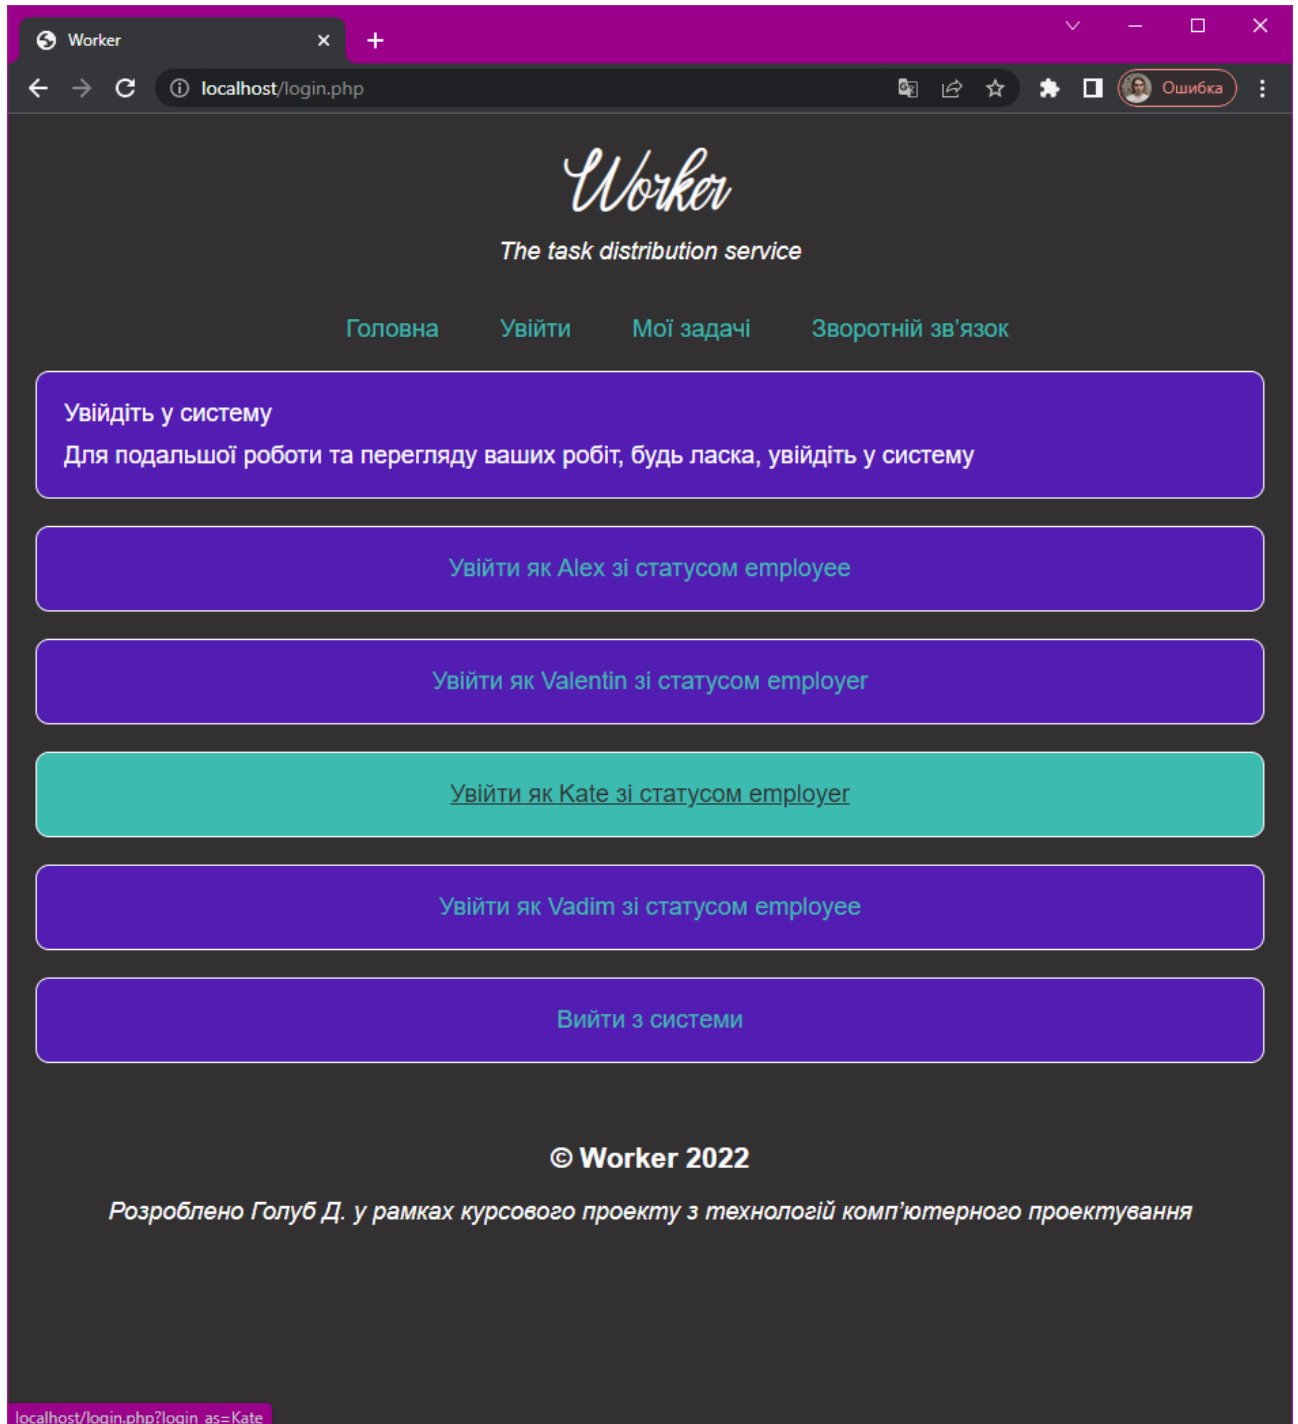 Worker
localhost/login.php
Ошибка
Worker
The task distribution service
Головна Увійти Мої задачі Зворотній зв'язок
Увійдіть у систему
Для подальшої роботи та перегляду ваших робіт, будь ласка, увійдіть у систему
Увійти як Alex зі статусом employee
Увійти як Valentin зі статусом employer
Увійти як Kate зі статусом employer
Увійти як Vadim зі статусом employee
Вийти з системи
© Worker 2022
Розроблено Голуб Д. у рамках курсового проекту з технологій комп'ютерного проектування
localhost/login.php?login_as=Kate